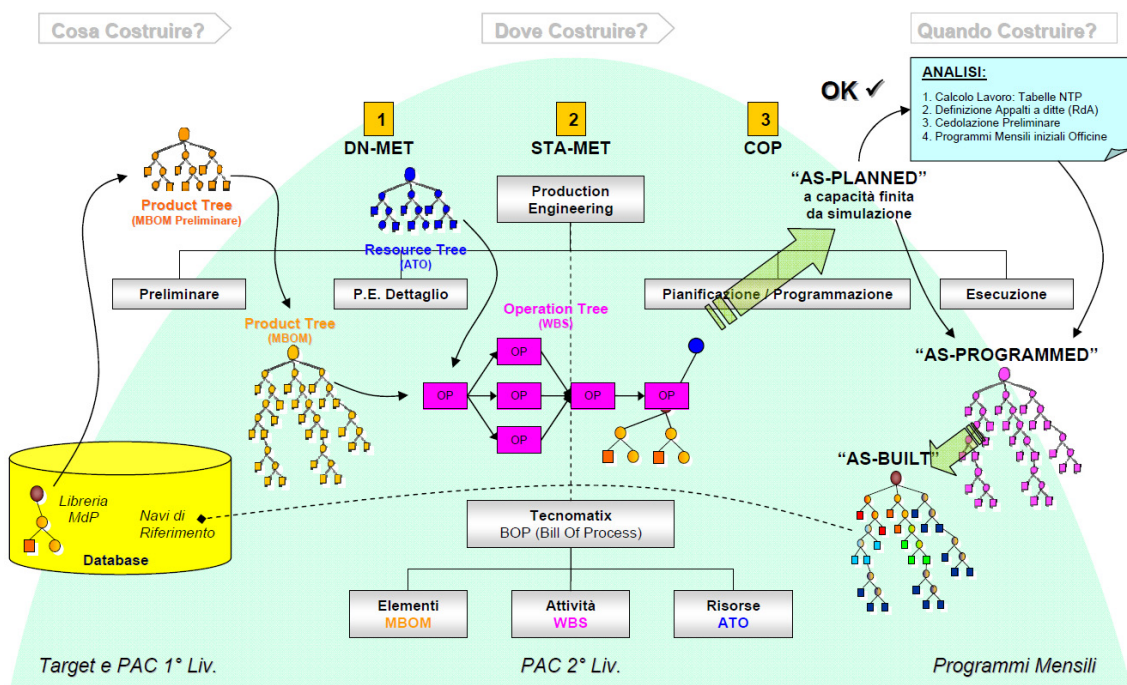 Cosa Costruire?
Dove Costruire?
Quando Costruire?
ANALISI:
1. Calcolo Lavoro: Tabelle NTP
2. Definizione Appalti a ditte (RdA)
3. Cedolazione Preliminare
4. Programmi Mensili iniziali Officine
OK ✓
1
2
3
DN-MET
STA-MET
COP
"AS-PLANNED"
a capacità finita
da simulazione
Production
Engineering
Product Tree
(MBOM Preliminare)
Resource Tree
(ATO)
Preliminare
P.E. Dettaglio
Pianificazione / Programmazione
Esecuzione
Product Tree
(MBOM)
Operation Tree
(WBS)
OP
OP
OP
OP
OP
OP
"AS-PROGRAMMED"
"AS-BUILT"
Libreria
MdP
Navi di
Riferimento
Database
Tecnomatix
BOP (Bill Of Process)
Elementi
MBOM
Attività
WBS
Risorse
ATO
Target e PAC 1° Liv.
PAC 2° Liv.
Programmi Mensili